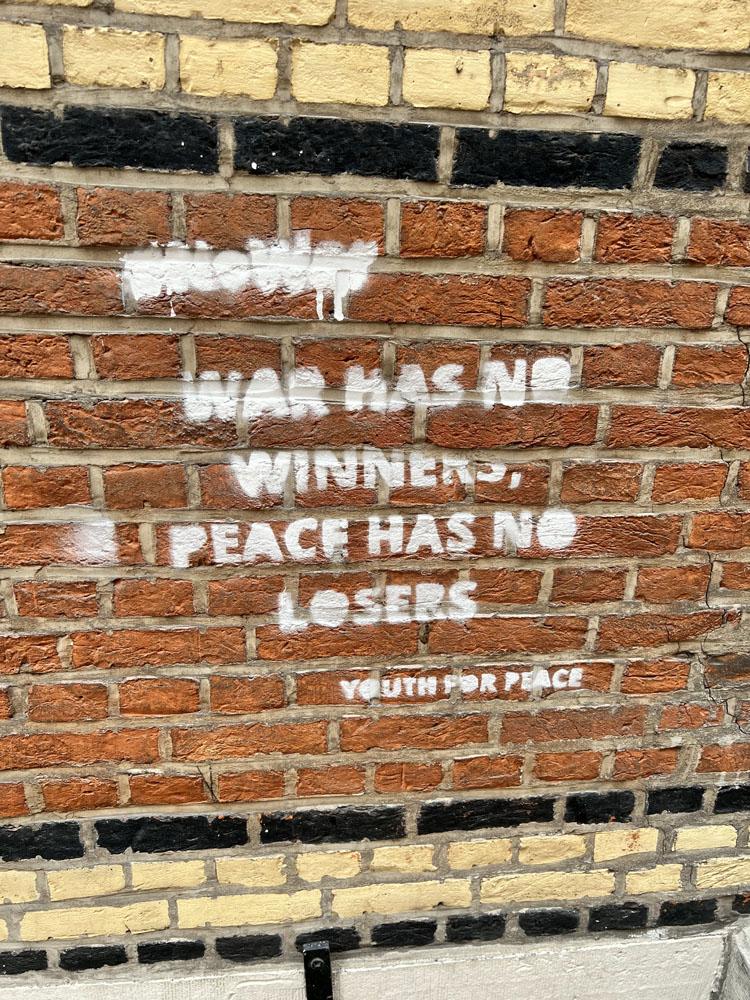 WAR HAS NO
WINNERS,
PEACE HAS NO
LOSERS
YOUTH FOR PEACE